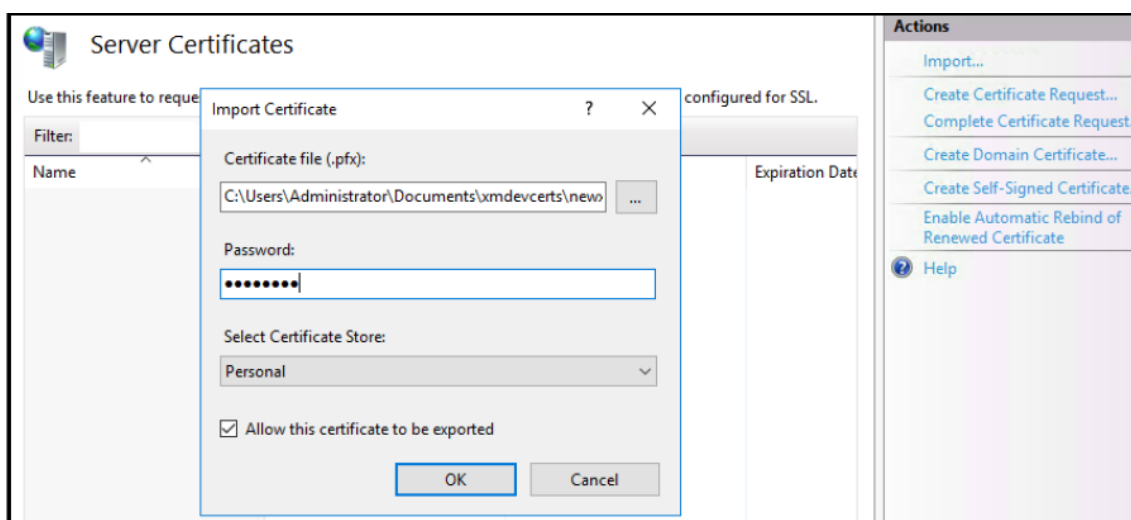 Server Certificates
Use this feature to reque configured for SSL.
Filter:
Name Expiration Date
Import Certificate ? ×
Certificate file (.pfx):
C:\Users\Administrator\Documents\xmdevcerts\new
...
Password:
••••••••
Select Certificate Store:
Personal
Allow this certificate to be exported
OK Cancel
Actions
Import...
Create Certificate Request...
Complete Certificate Request.
Create Domain Certificate...
Create Self-Signed Certificate.
Enable Automatic Rebind of
Renewed Certificate
Help